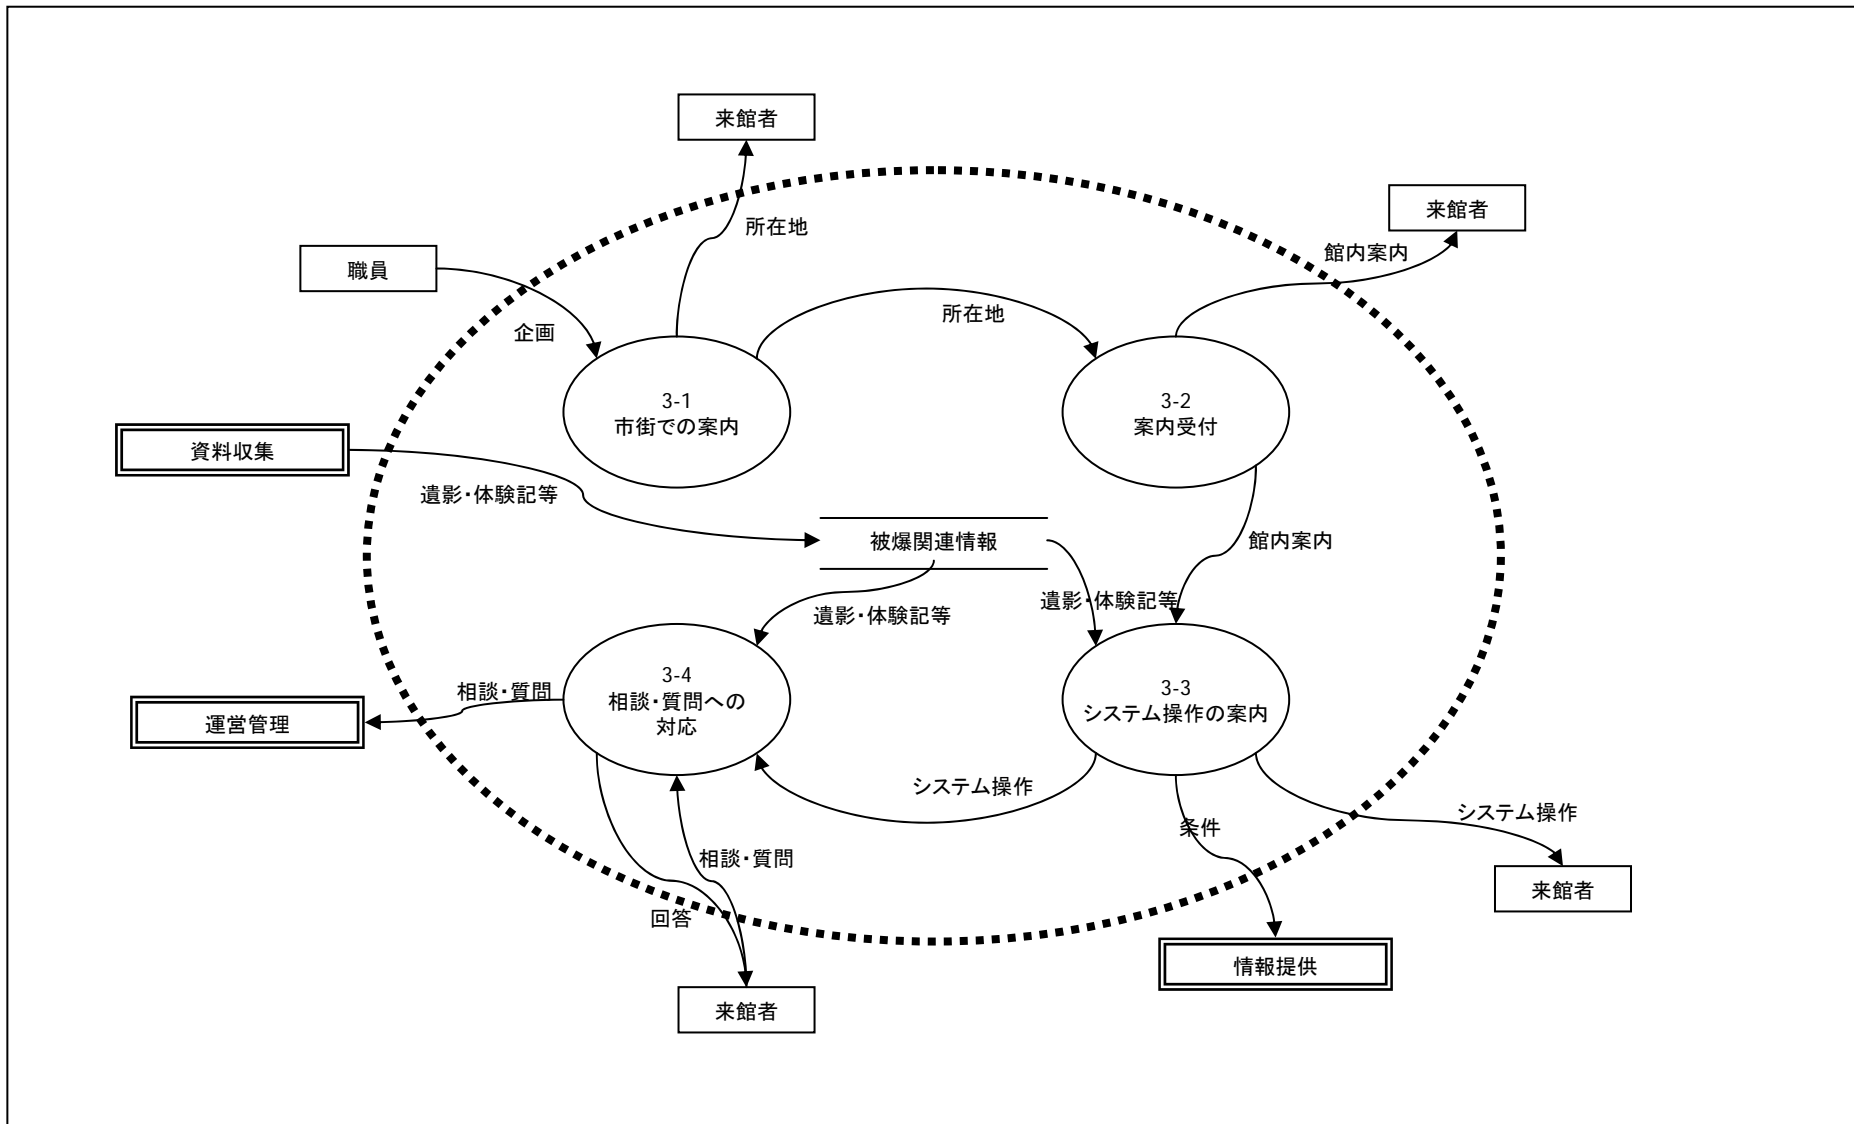 来館者
来館者
所在地
館内案内
職員
所在地
企画
3-1
市街での案内
3-2
案内受付
資料収集
遺影・体験記等
被爆関連情報
館内案内
遺影・体験記等
遺影・体験記等
3-4
相談・質問への
対応
3-3
システム操作の案内
相談・質問
運営管理
システム操作
条件
システム操作
相談・質問
来館者
回答
情報提供
来館者